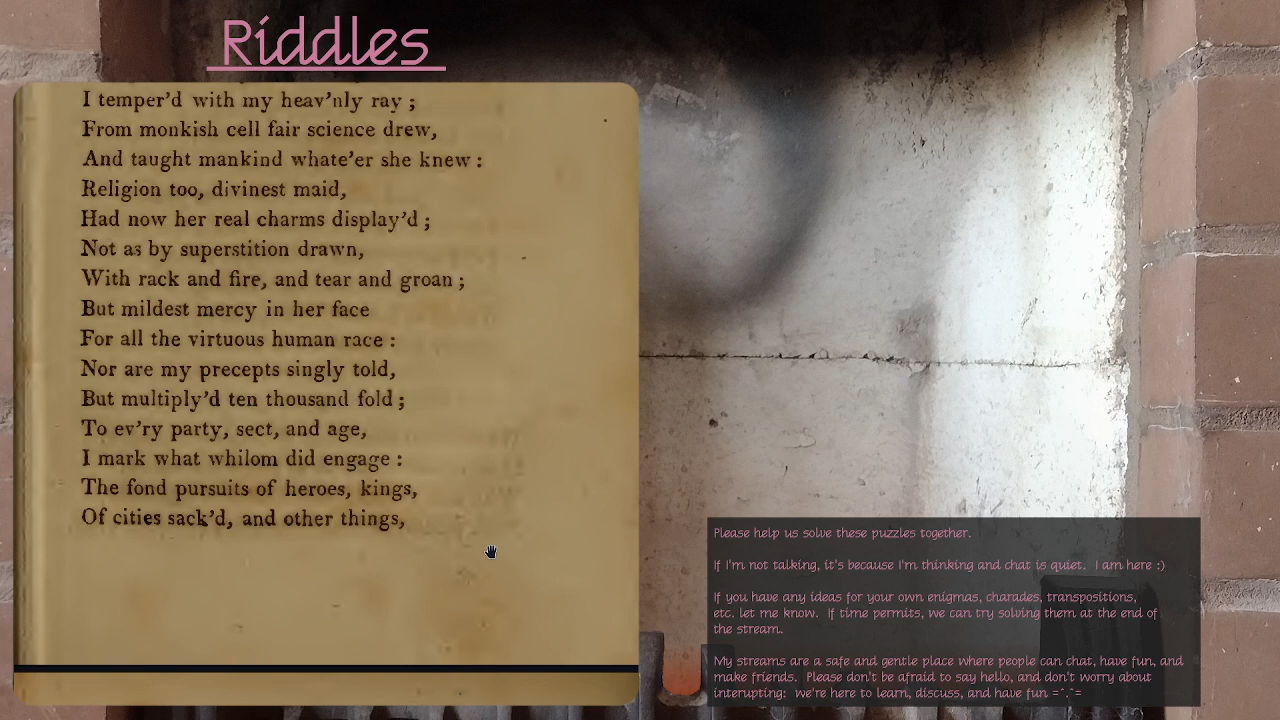 Riddles
I temper'd with my heav'nly ray ;
From monkish cell fair science drew,
And taught mankind whate'er she knew :
Religion too, divinest maid,
Had now her real charms display'd ;
Not as by superstition drawn,
With rack and fire, and tear and groan ;
But mildest mercy in her face
For all the virtuous human race :
Nor are my precepts singly told,
But multiply'd ten thousand fold ;
To ev'ry party, sect, and age,
I mark what whilom did engage :
The fond pursuits of heroes, kings,
Of cities sack'd, and other things,
Please help us solve these puzzles together.
If I'm not talking, it's because I'm thinking and chat is quiet. I am here :)
If you have any ideas for your own enigmas, charades, transpositions,
etc. let me know. If time permits, we can try solving them at the end of
the stream.
My streams are a safe and gentle place where people can chat, have fun, and
make friends. Please don't be afraid to say hello, and don't worry about
interupting: we're here to learn, discuss, and have fun =^.^=